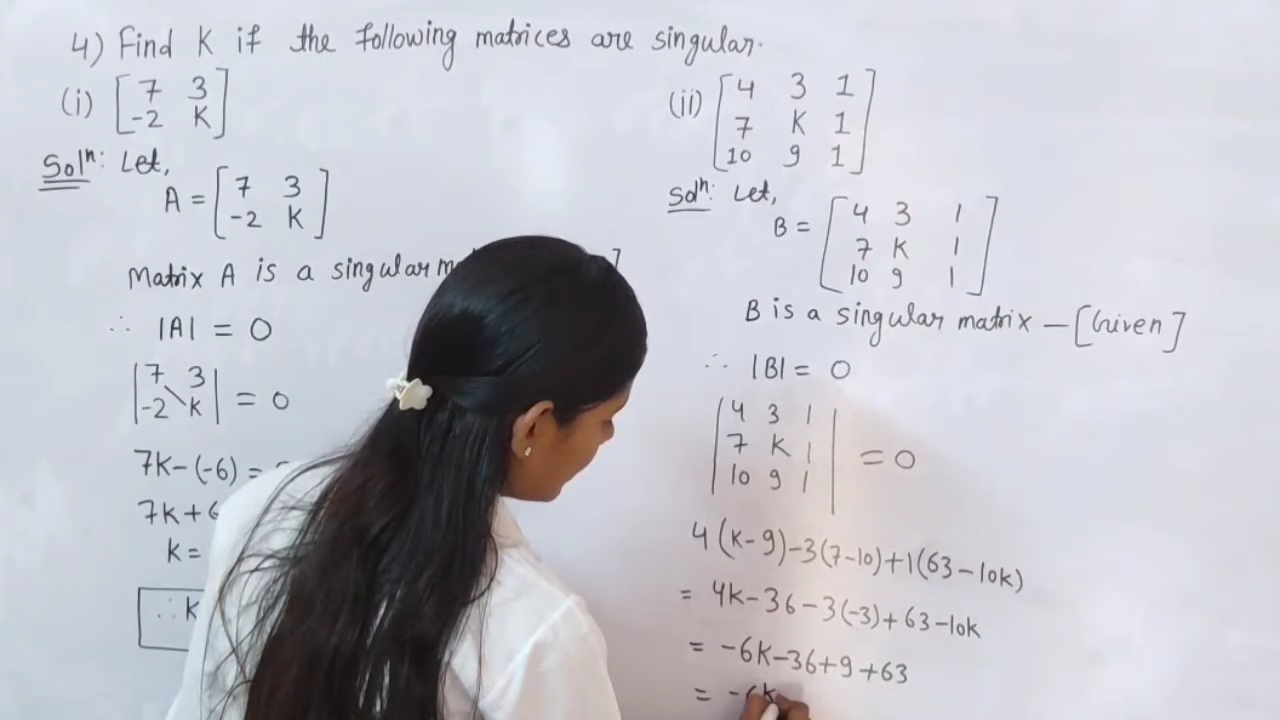 4) Find K if the following matrices are singular.
(i) [7 3
-2 K]
Solⁿ: Let,
A = [7 3
-2 K]
Matrix A is a singular
∴ |A| = 0
|7 3
-2 K| = 0
7K-(-6) =
7K+6
K=
∴ K
(ii) [4 3 1
7 K 1
10 9 1]
Solⁿ: Let,
B = [4 3 1
7 K 1
10 9 1]
B is a singular matrix – [Given]
∴ |B| = 0
|4 3 1
7 K 1
10 9 1| = 0
4(K-9)-3(7-10)+1(63-10K)
= 4K-36-3(-3)+63-10K
= -6K-36+9+63
= -6K